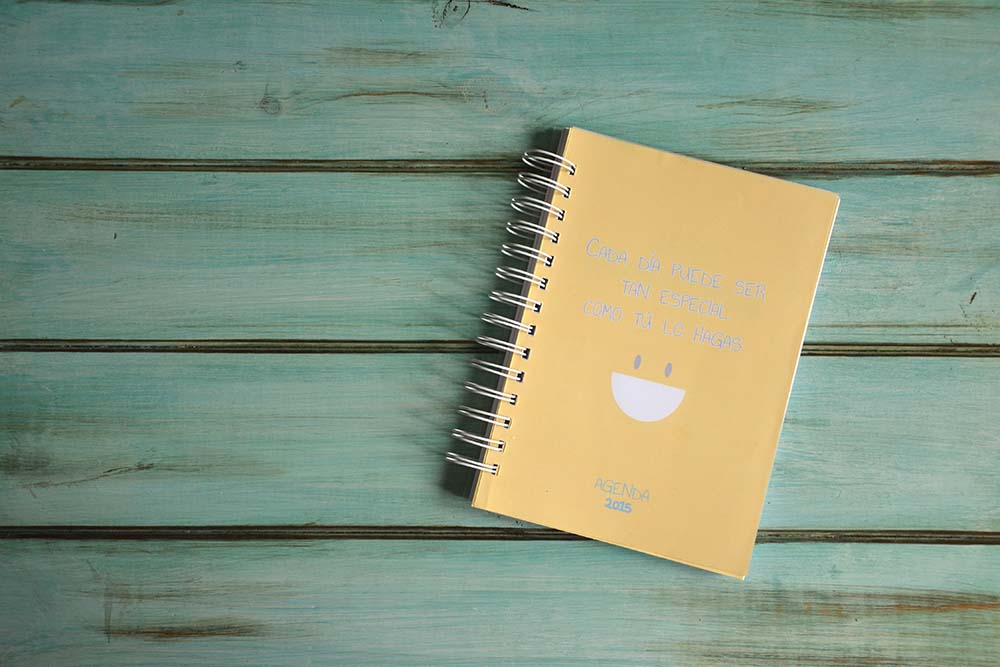 CADA DÍA PUEDE SER
TAN ESPECIAL
COMO TÚ LO HAGAS
AGENDA
2015